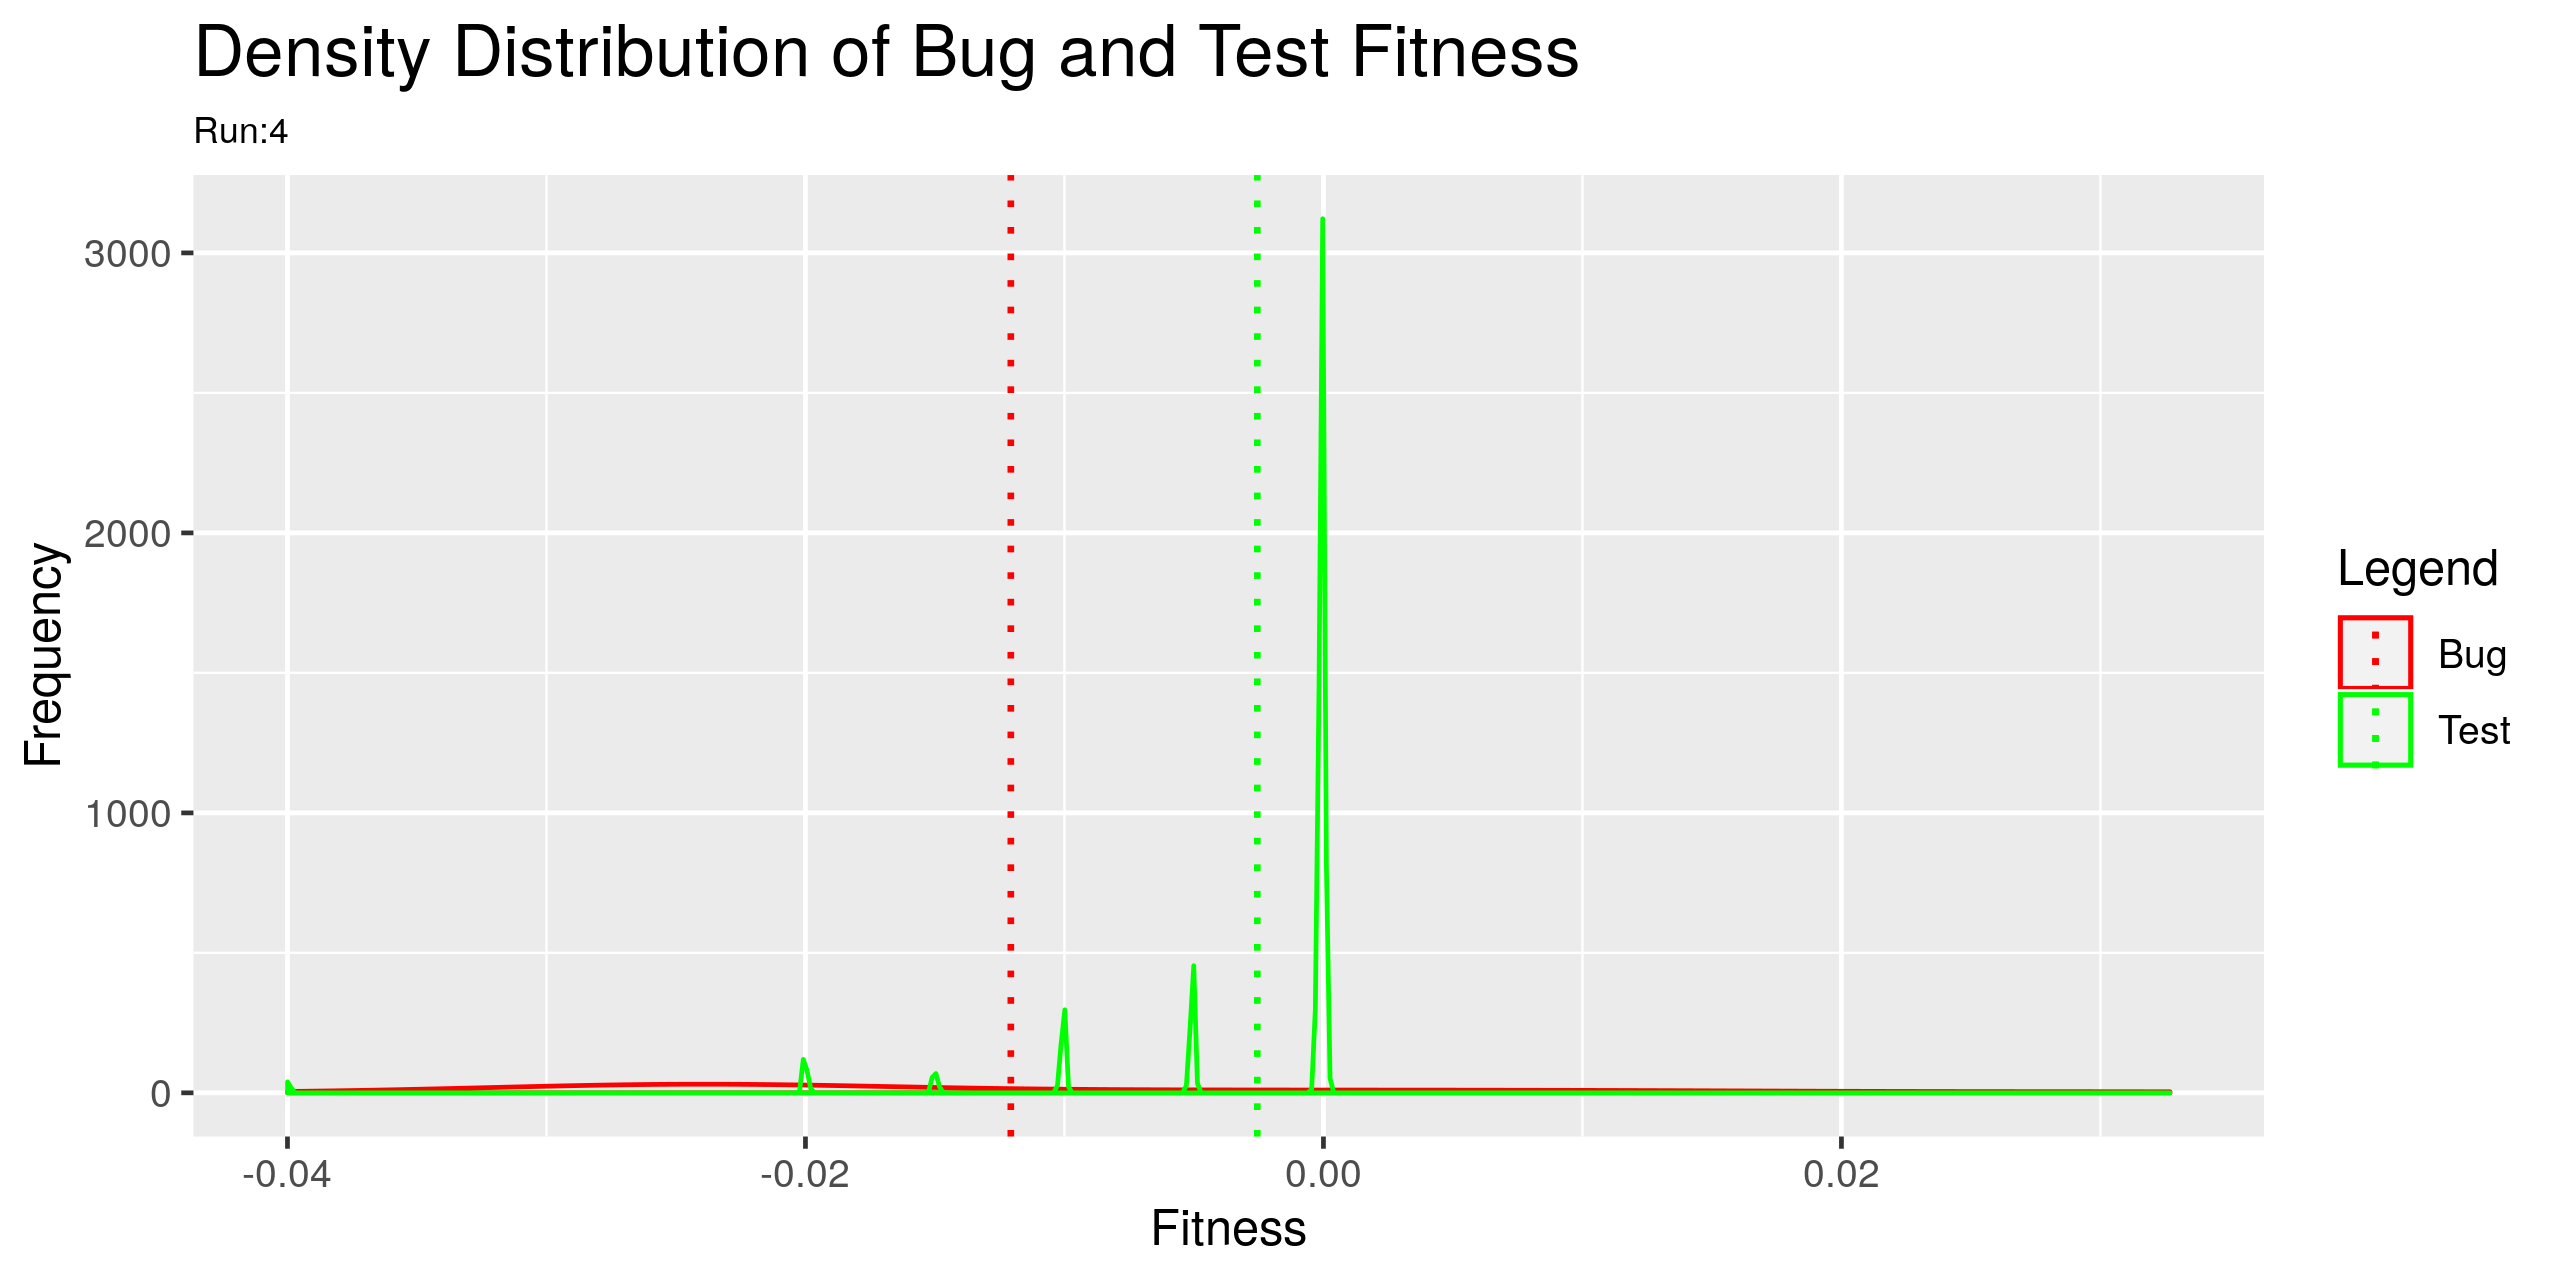 Density Distribution of Bug and Test Fitness
Run:4
3000
2000
1000
0
Frequency
-0.04
-0.02
0.00
0.02
Fitness
Legend
Bug
Test